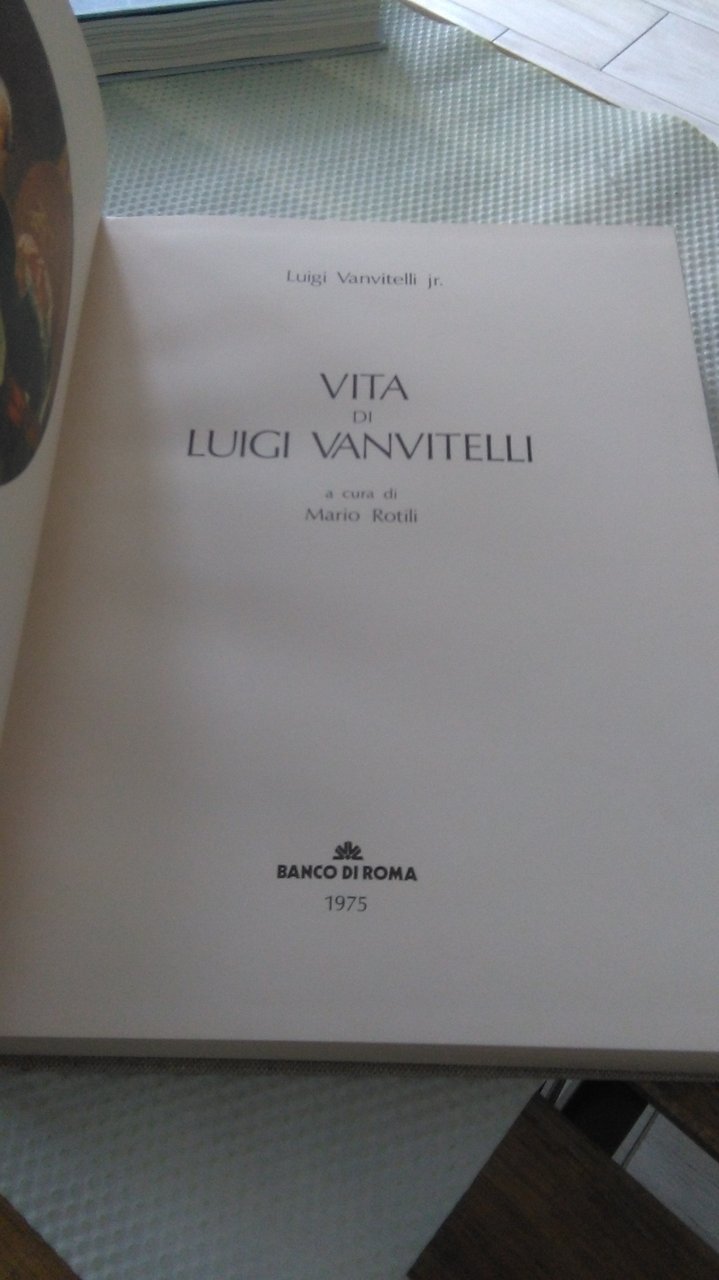 Luigi Vanvitelli jr.
VITA
DI
LUIGI VANVITELLI
a cura di
Mario Rotili
BANCO DI ROMA
1975